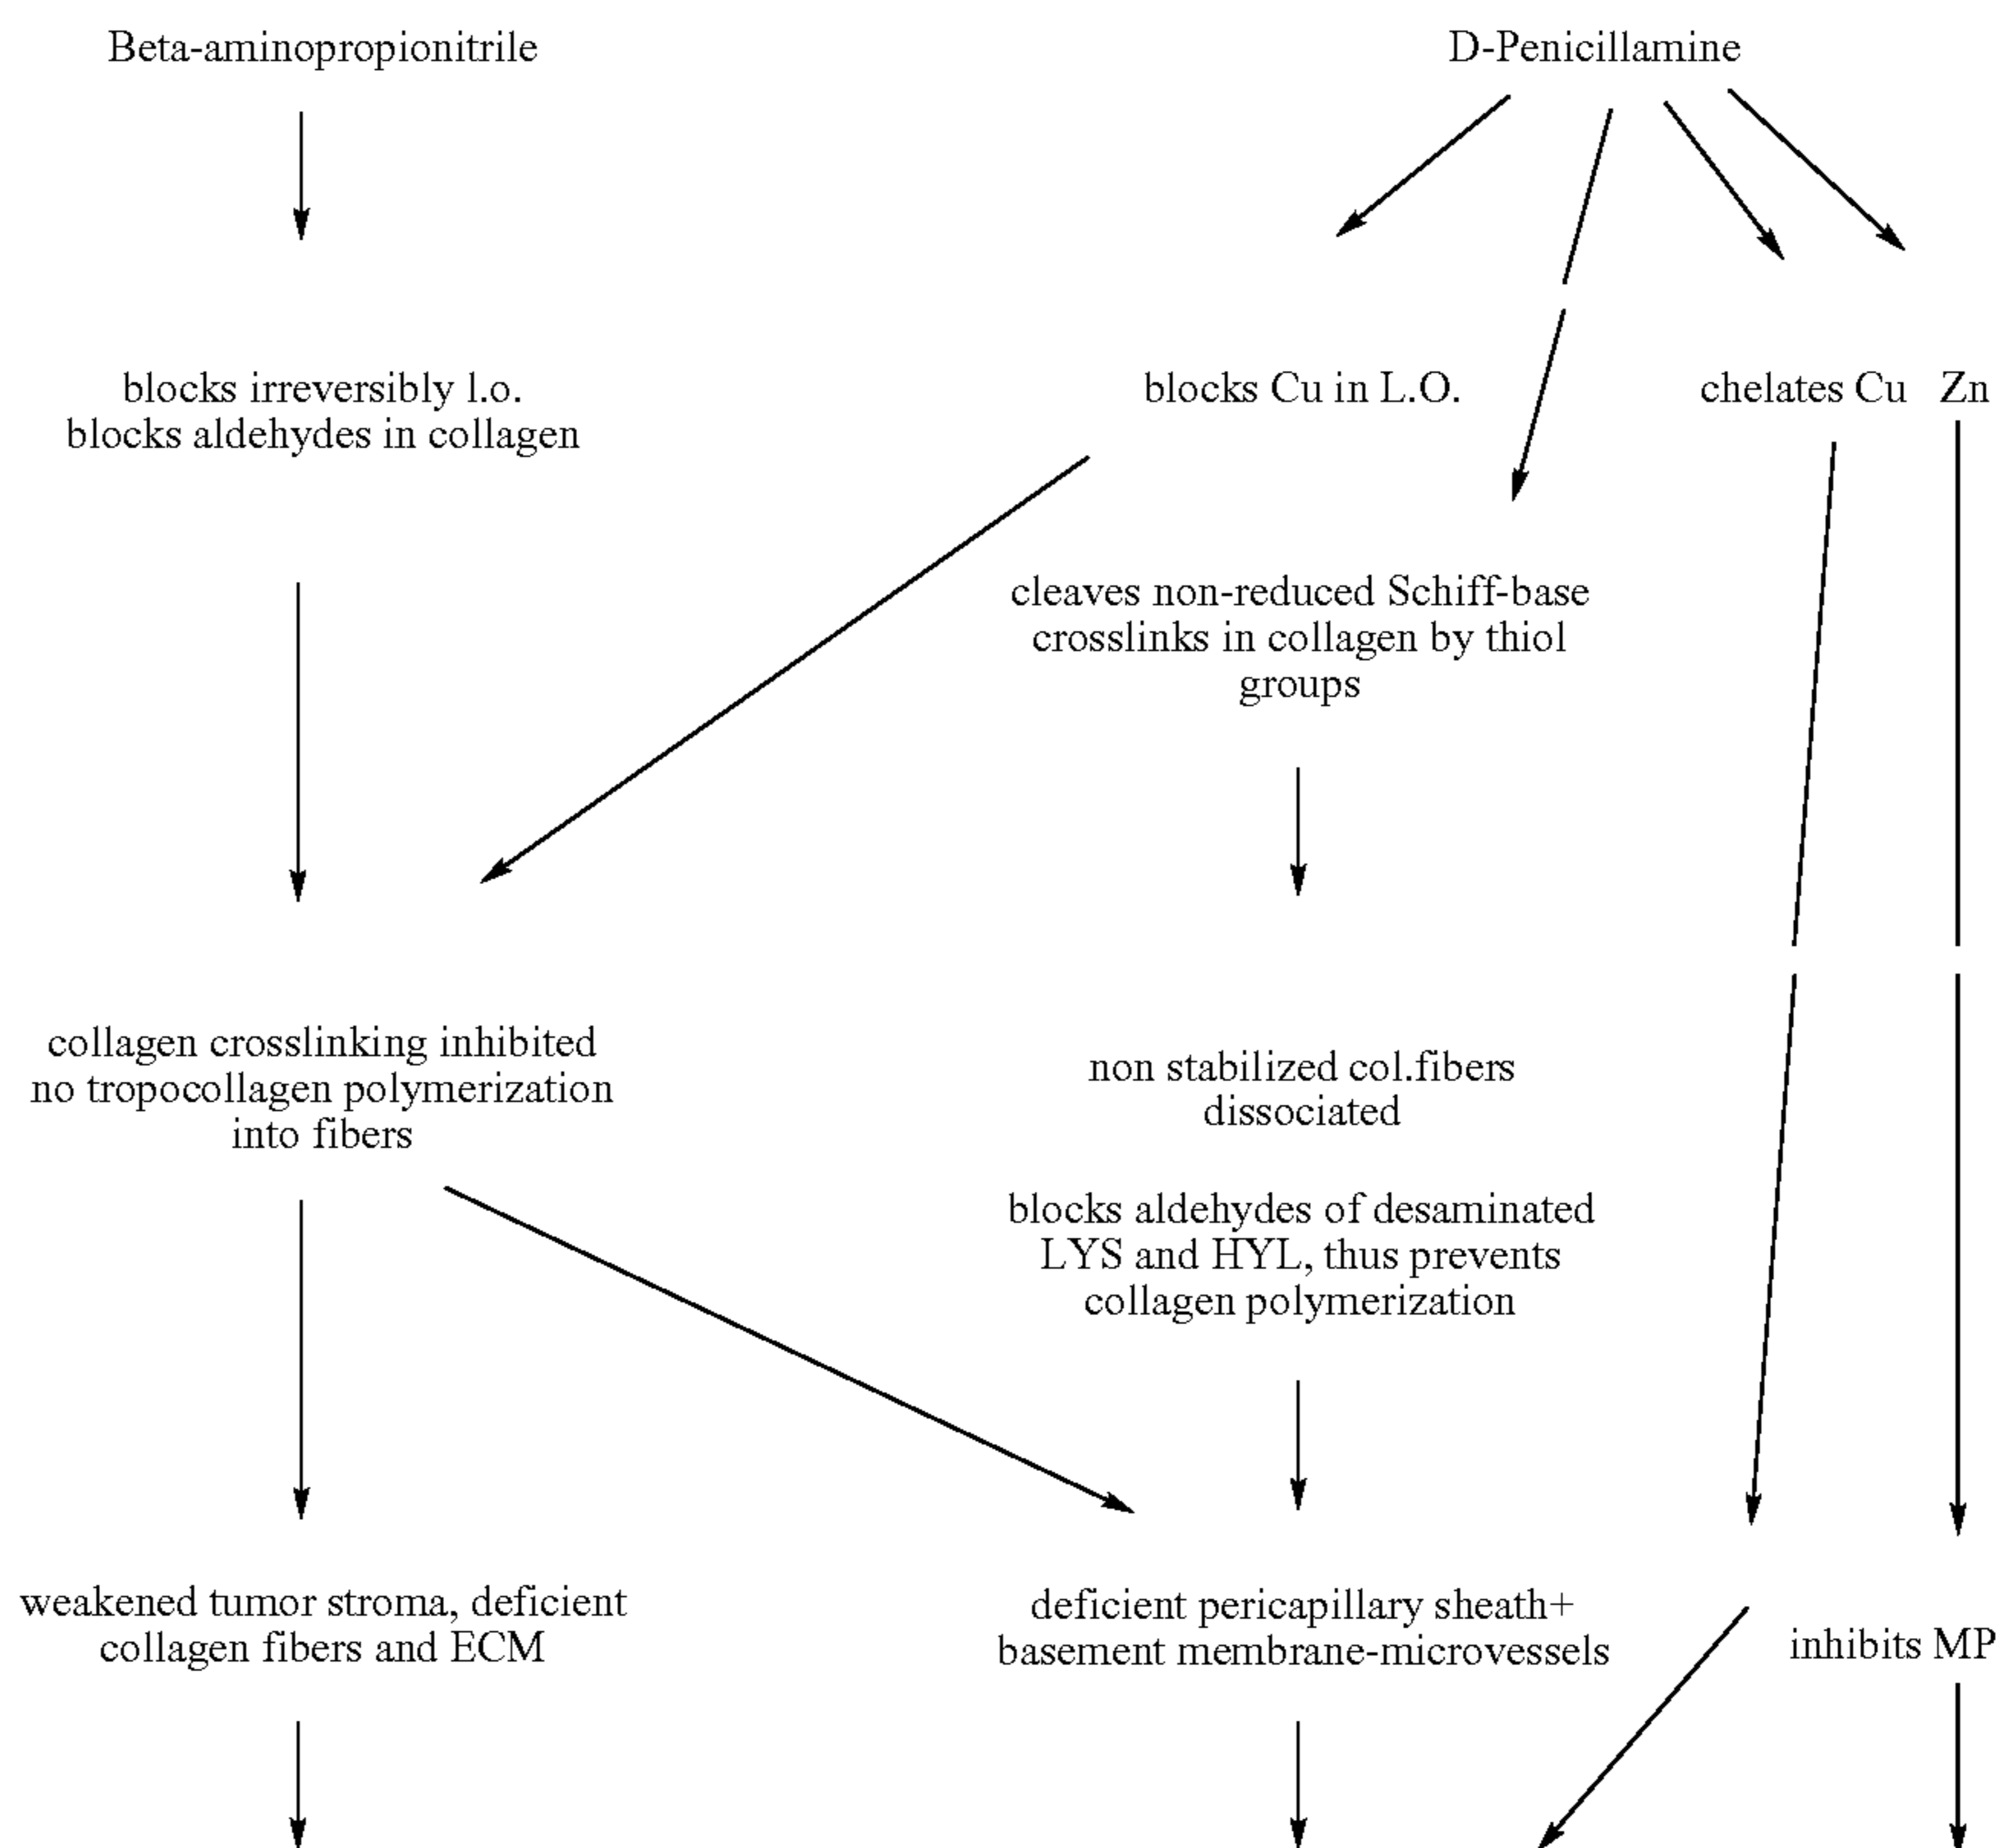 Beta-aminopropionitrile
D-Penicillamine
blocks irreversibly l.o.
blocks aldehydes in collagen
blocks Cu in L.O.
chelates Cu Zn
cleaves non-reduced Schiff-base
crosslinks in collagen by thiol
groups
collagen crosslinking inhibited
no tropocollagen polymerization
into fibers
non stabilized col.fibers
dissociated
blocks aldehydes of desaminated
LYS and HYL, thus prevents
collagen polymerization
weakened tumor stroma, deficient
collagen fibers and ECM
deficient pericapillary sheath+
basement membrane-microvessels
inhibits MP